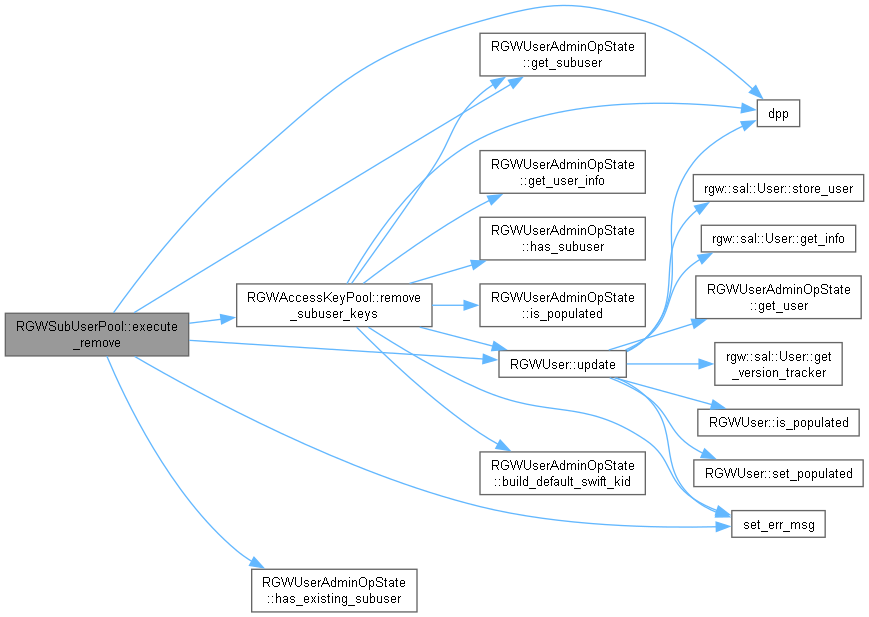 RGWSubUserPool::execute
_remove
RGWAccessKeyPool::remove
_subuser_keys
RGWUserAdminOpState
::has_existing_subuser
RGWUserAdminOpState
::get_subuser
RGWUserAdminOpState
::get_user_info
RGWUserAdminOpState
::has_subuser
RGWUserAdminOpState
::is_populated
RGWUser::update
RGWUserAdminOpState
::build_default_swift_kid
dpp
rgw::sal::User::store_user
rgw::sal::User::get_info
RGWUserAdminOpState
::get_user
rgw::sal::User::get
_version_tracker
RGWUser::is_populated
RGWUser::set_populated
set_err_msg